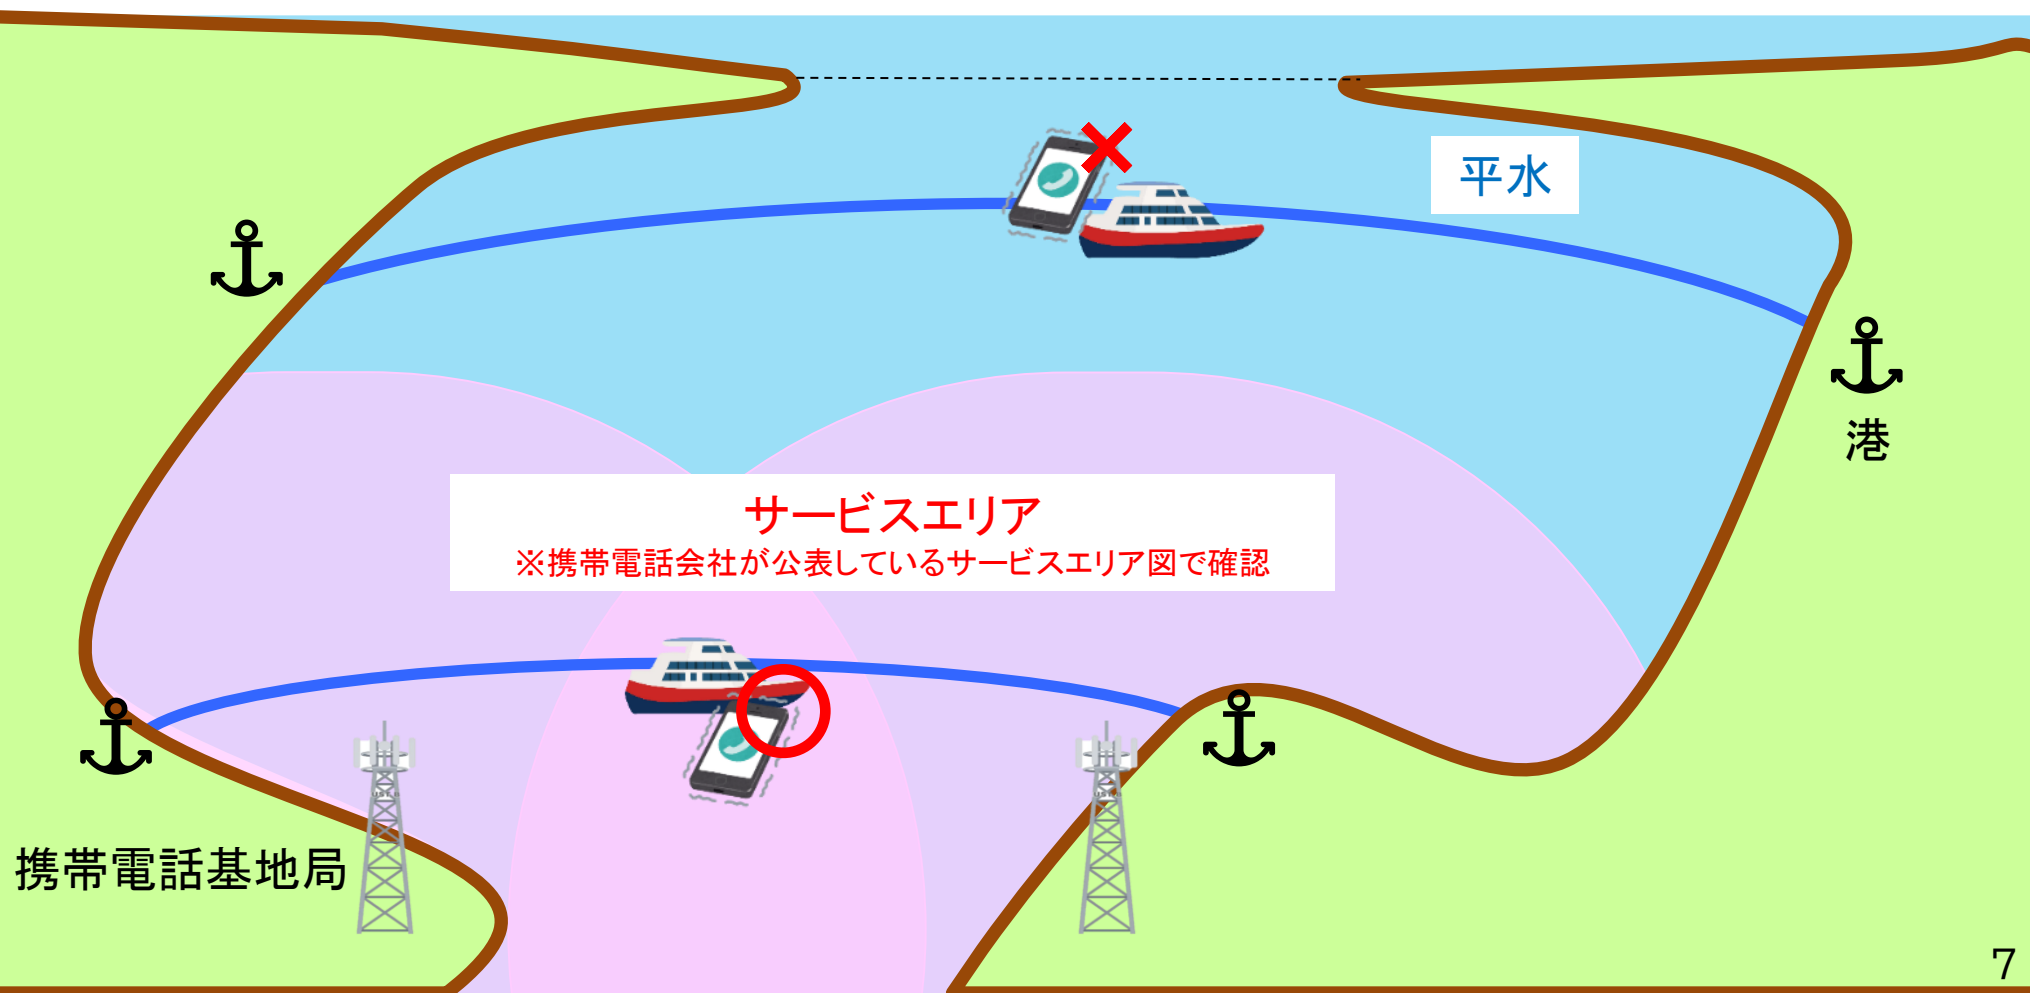 平水
港
サービスエリア
※携帯電話会社が公表しているサービスエリア図で確認
携帯電話基地局
7